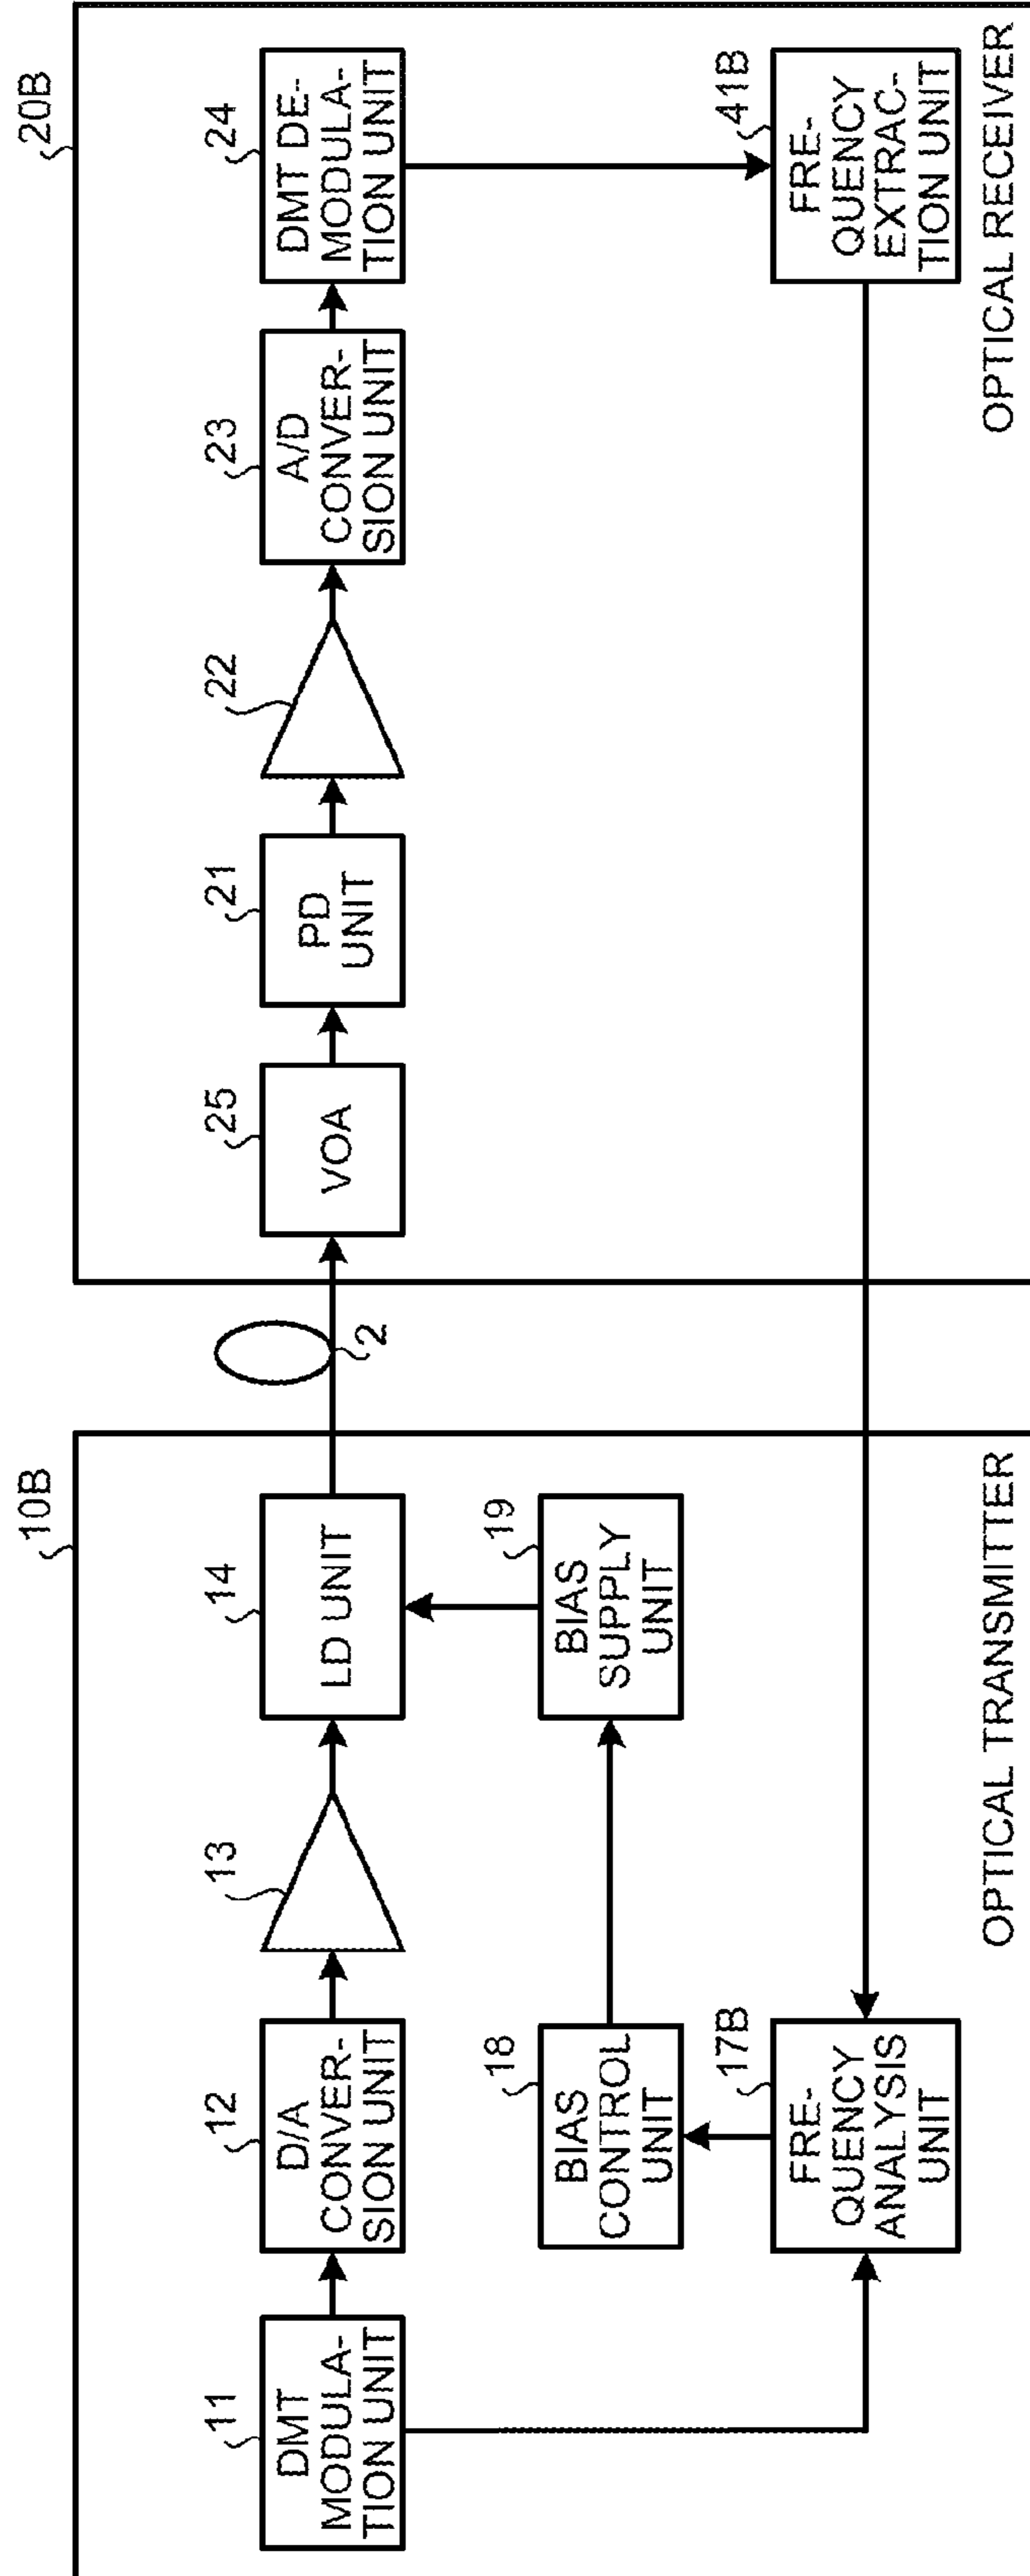 10B
11
DMT
MODULA-
TION UNIT
12
D/A
CONVER-
SION UNIT
13
14
LD UNIT
18
BIAS
CONTROL
UNIT
19
BIAS
SUPPLY
UNIT
17B
FRE-
QUENCY
ANALYSIS
UNIT
OPTICAL TRANSMITTER
2
20B
25
VOA
21
PD
UNIT
22
23
A/D
CONVER-
SION UNIT
24
DMT DE-
MODULA-
TION UNIT
41B
FRE-
QUENCY
EXTRAC-
TION UNIT
OPTICAL RECEIVER